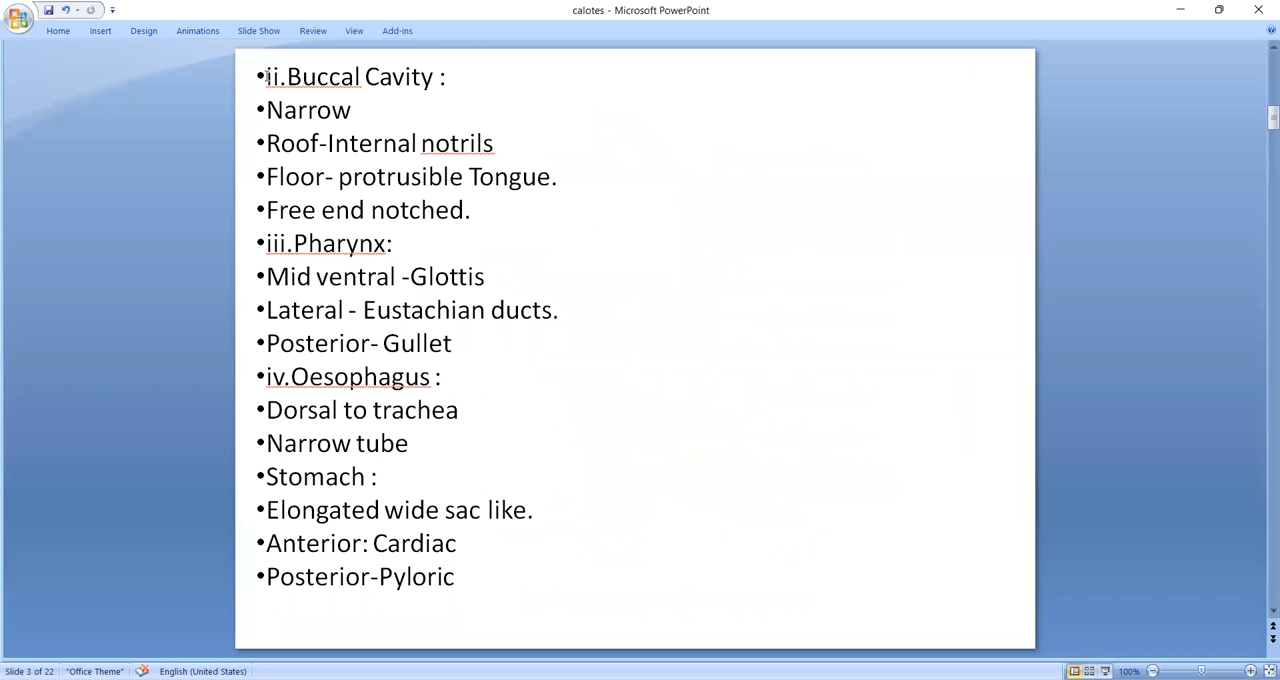 calotes - Microsoft PowerPoint
Home Insert Design Animations Slide Show Review View Add-Ins
•ii.Buccal Cavity :
•Narrow
•Roof-Internal notrils
•Floor- protrusible Tongue.
•Free end notched.
•iii.Pharynx:
•Mid ventral -Glottis
•Lateral - Eustachian ducts.
•Posterior- Gullet
•iv.Oesophagus :
•Dorsal to trachea
•Narrow tube
•Stomach :
•Elongated wide sac like.
•Anterior: Cardiac
•Posterior-Pyloric
Slide 3 of 22 "Office Theme" English (United States) 100%